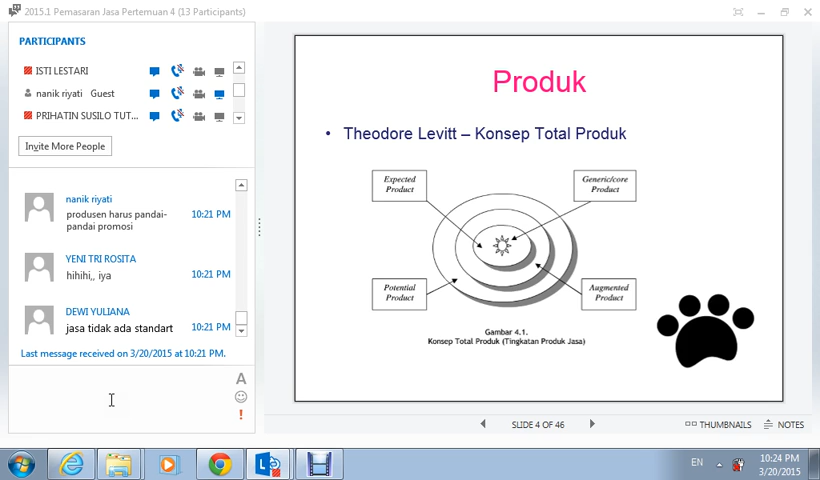 2015.1 Pemasaran Jasa Pertemuan 4 (13 Participants)
PARTICIPANTS
ISTI LESTARI
nanik riyati Guest
PRIHATIN SUSILO TUT...
Invite More People
nanik riyati
produsen harus pandai-
pandai promosi
10:21 PM
YENI TRI ROSITA
hihihi,, iya
10:21 PM
DEWI YULIANA
jasa tidak ada standart
10:21 PM
Last message received on 3/20/2015 at 10:21 PM.
A
!
Produk
• Theodore Levitt – Konsep Total Produk
Expected
Product
Generic/core
Product
Potential
Product
Augmented
Product
Gambar 4.1.
Konsep Total Produk (Tingkatan Produk Jasa)
SLIDE 4 OF 46
THUMBNAILS
NOTES
EN
10:24 PM
3/20/2015